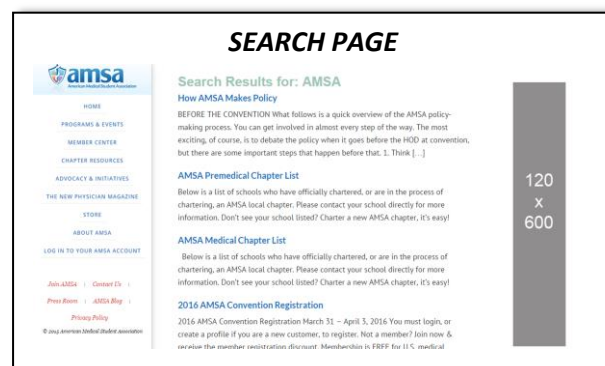 SEARCH PAGE
amsa
American Medical Student Association
HOME
PROGRAMS & EVENTS
MEMBER CENTER
CHAPTER RESOURCES
ADVOCACY & INITIATIVES
THE NEW PHYSICIAN MAGAZINE
STORE
ABOUT AMSA
LOG IN TO YOUR AMSA ACCOUNT
Join AMSA | Contact Us |
Press Room | AMSA Blog |
Privacy Policy
© 2015 American Medical Student Association
Search Results for: AMSA
How AMSA Makes Policy
BEFORE THE CONVENTION What follows is a quick overview of the AMSA policy-
making process. You can get involved in almost every step of the way. The most
exciting, of course, is to debate the policy when it goes before the HOD at convention,
but there are some important steps that happen before that. 1. Think [...]
AMSA Premedical Chapter List
Below is a list of schools who have officially chartered, or are in the process of
chartering, an AMSA local chapter. Please contact your school directly for more
information. Don't see your school listed? Charter a new AMSA chapter, it's easy!
AMSA Medical Chapter List
Below is a list of schools who have officially chartered, or are in the process of
chartering, an AMSA local chapter. Please contact your school directly for more
information. Don't see your school listed? Charter a new AMSA chapter, it's easy!
2016 AMSA Convention Registration
2016 AMSA Convention Registration March 31 – April 3, 2016 You must login, or
create a profile if you are a new customer, to register. Not a member? Join now &
receive the member registration discount. Membership is FREE for U.S. medical
120
x
600